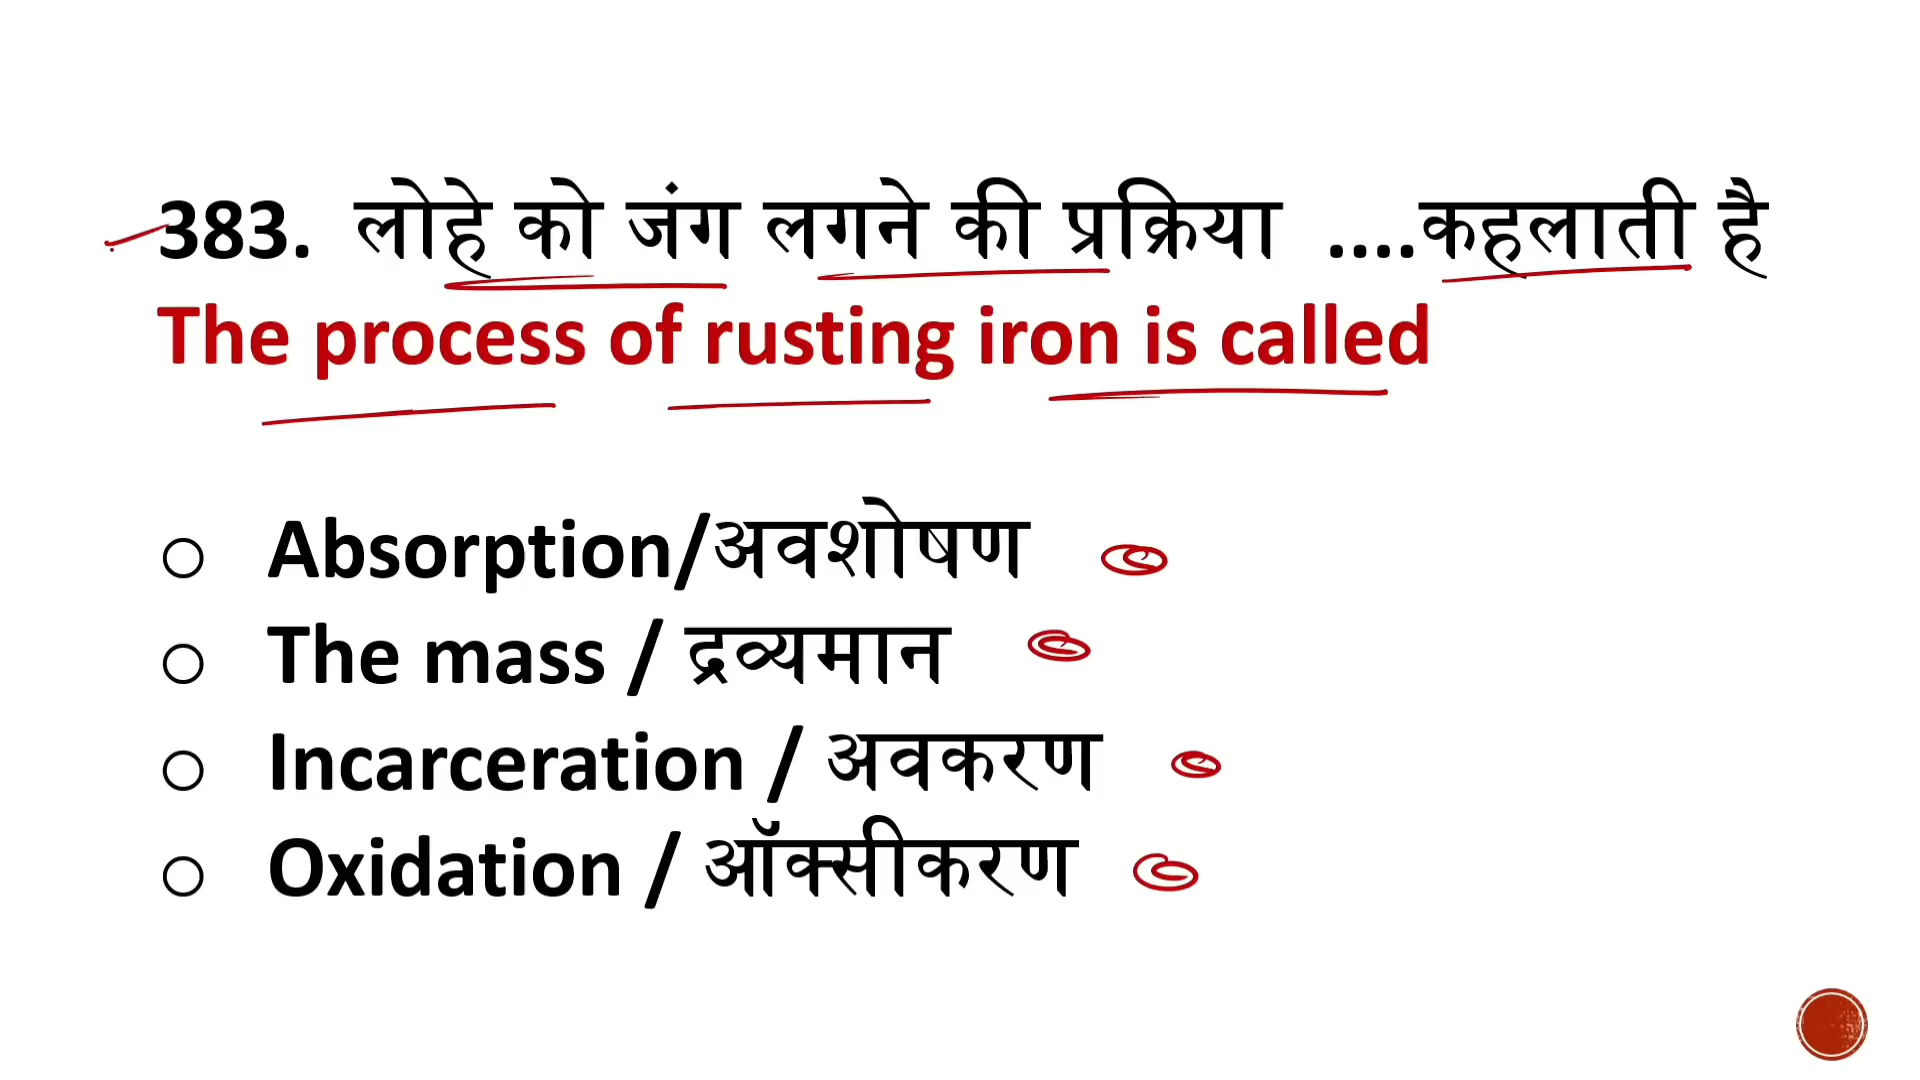 383. लोहे को जंग लगने की प्रक्रिया ....कहलाती है
The process of rusting iron is called
Absorption/अवशोषण
The mass / द्रव्यमान
Incarceration / अवकरण
Oxidation / ऑक्सीकरण